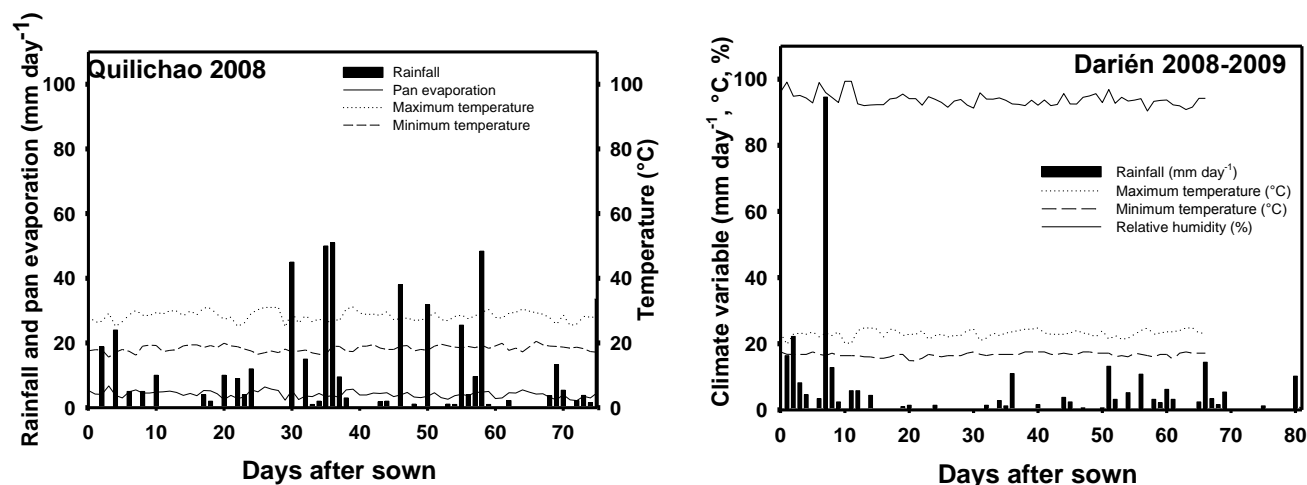 Quilichao 2008
Rainfall and pan evaporation (mm day-1)
100
80
60
40
20
0
Rainfall
Pan evaporation
Maximum temperature
Minimum temperature
100
80
60
40
20
0
Temperature (°C)
0 10 20 30 40 50 60 70
Days after sown
Darién 2008-2009
Climate variable (mm day-1, °C, %)
100
80
60
40
20
0
Rainfall (mm day-1)
Maximum temperature (°C)
Minimum temperature (°C)
Relative humidity (%)
0 10 20 30 40 50 60 70 80
Days after sown